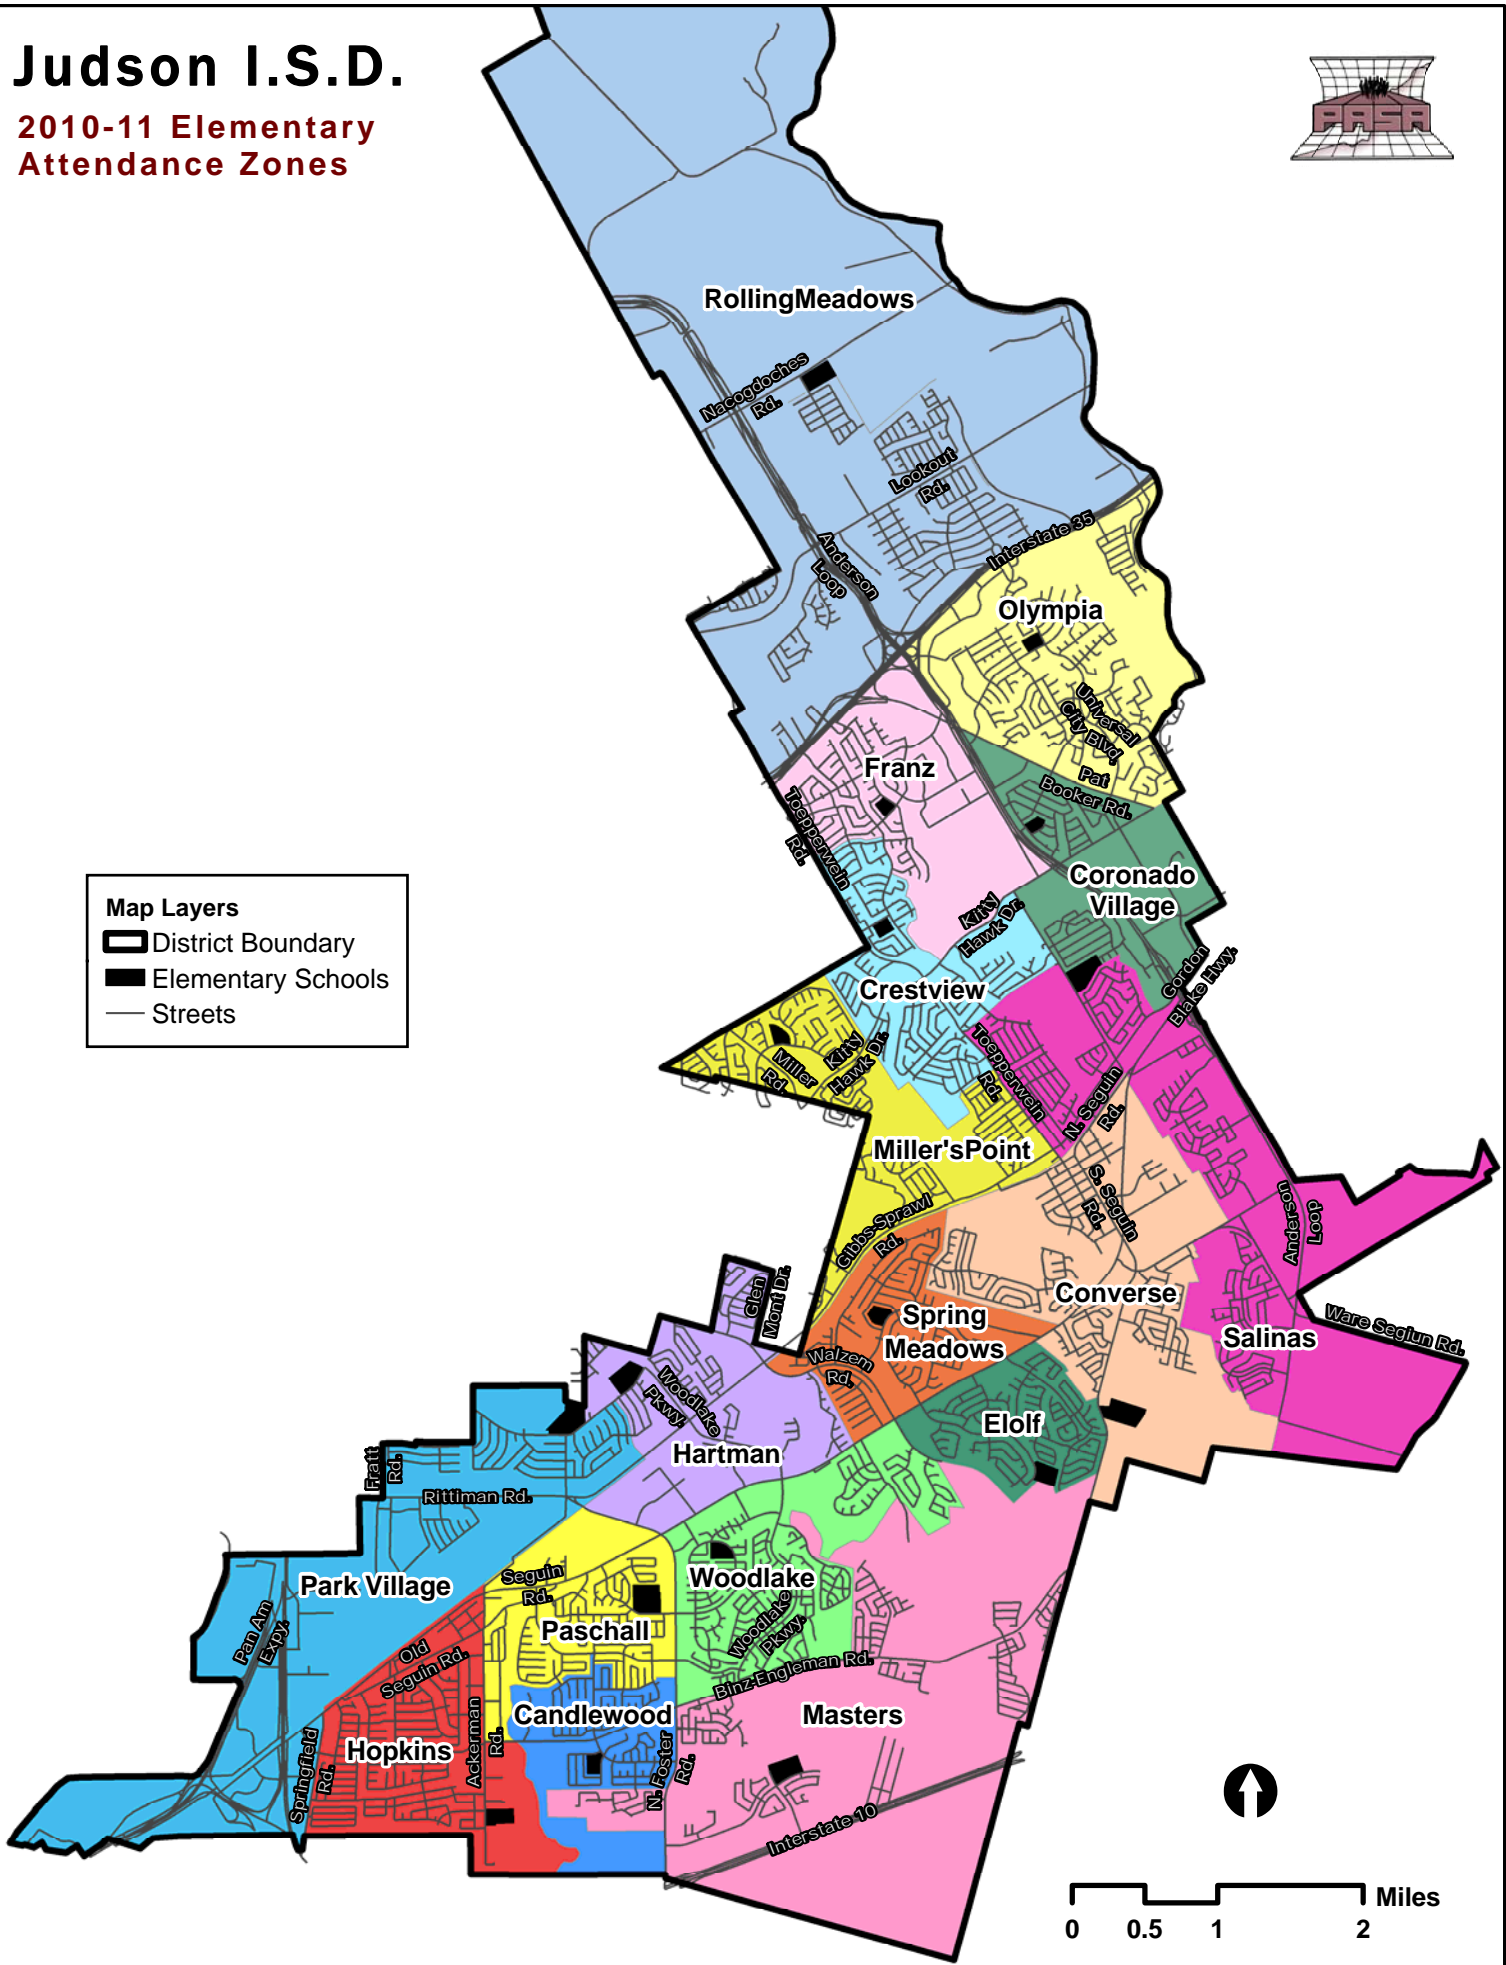 Judson I.S.D.
2010-11 Elementary
Attendance Zones
PASA
RollingMeadows
Nacogdoches
Rd.
Lookout
Rd.
Interstate 35
Anderson
Loop
Olympia
Universal
City Blvd.
Pat
Booker Rd.
Franz
Toepperwein
Rd.
Coronado
Village
Kitty
Hawk Dr.
Gordon
Blake Hwy.
Crestview
Kitty
Hawk Dr.
Miller
Rd.
Toepperwein
Rd.
N. Seguin
Rd.
Miller'sPoint
S. Seguin
Rd.
Gibbs-Sprawl
Rd.
Anderson
Loop
Glen
Mont Dr.
Converse
Spring
Meadows
Salinas
Ware Segiun Rd.
Walzem
Rd.
Woodlake
Pkwy.
Elolf
Hartman
Fratt
Rd.
Rittiman Rd.
Seguin
Rd.
Woodlake
Park Village
Woodlake
Pkwy.
Paschall
Pan Am
Expy.
Old
Seguin Rd.
Binz-Engleman Rd.
Candlewood
Masters
Ackerman
Rd.
Hopkins
Springfield
Rd.
N. Foster
Rd.
Interstate 10
Map Layers
District Boundary
Elementary Schools
Streets
Miles
0 0.5 1 2